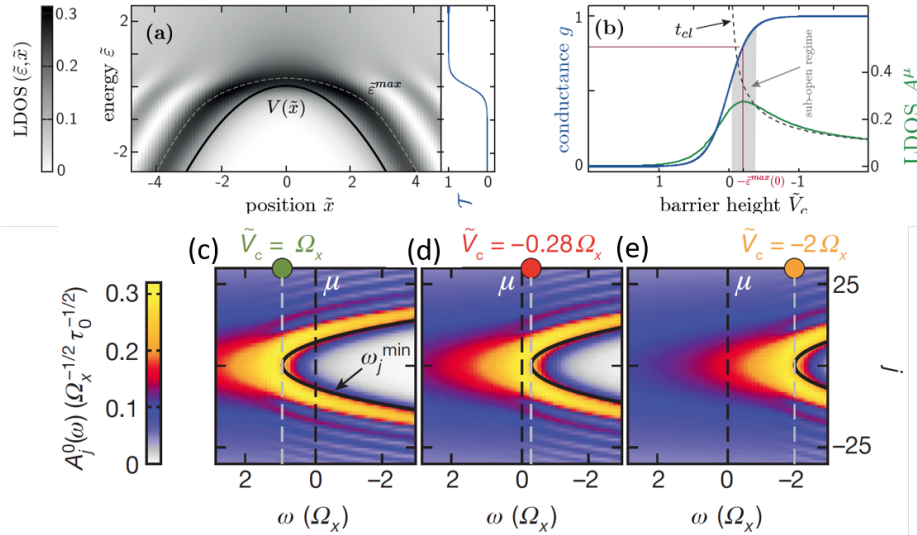 (a)
LDOS (ε̃,x̃)
0.3
0.2
0.1
0
energy ε̃
2
0
-2
V(x̃)
ε̃ᵐᵃˣ
-4 -2 0 2 4
position x̃
1 0
𝒯
(b)
conductance g
1
0
t_cl
sub-open regime
0.4
0.2
0
LDOS, Aᵘ
1 0 -1
−ε̃ᵐᵃˣ(0)
barrier height Ṽ_c
(c) Ṽ_c = Ω_x
(d) Ṽ_c = −0.28 Ω_x
(e) Ṽ_c = −2 Ω_x
μ μ μ
ω_j^min
0.3
0.2
0.1
0
A_j^0(ω) (Ω_x^−1/2 τ_0^−1/2)
25
j
-25
2 0 -2 2 0 -2 2 0 -2
ω (Ω_x) ω (Ω_x) ω (Ω_x)